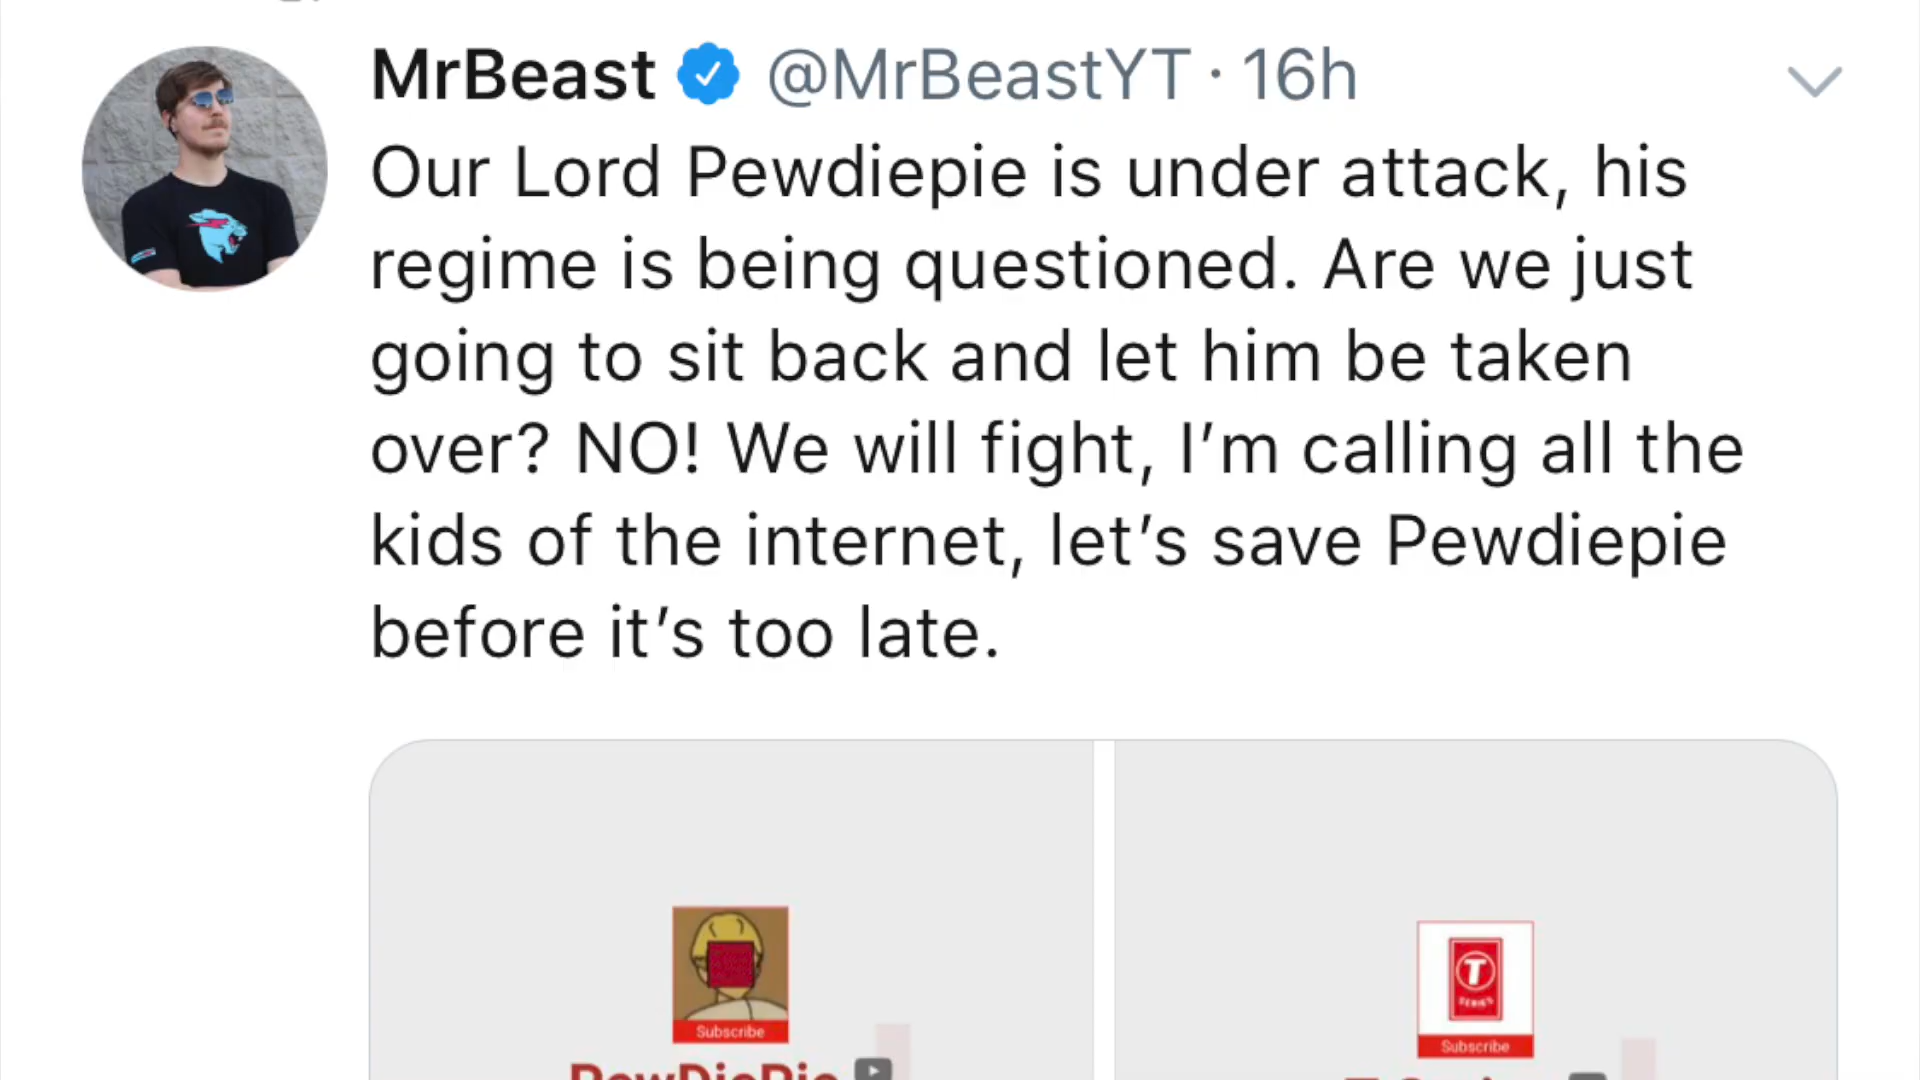 MrBeast @MrBeastYT · 16h
Our Lord Pewdiepie is under attack, his
regime is being questioned. Are we just
going to sit back and let him be taken
over? NO! We will fight, I’m calling all the
kids of the internet, let’s save Pewdiepie
before it’s too late.
T
SERIES
Subscribe
Subscribe
PewDiePie